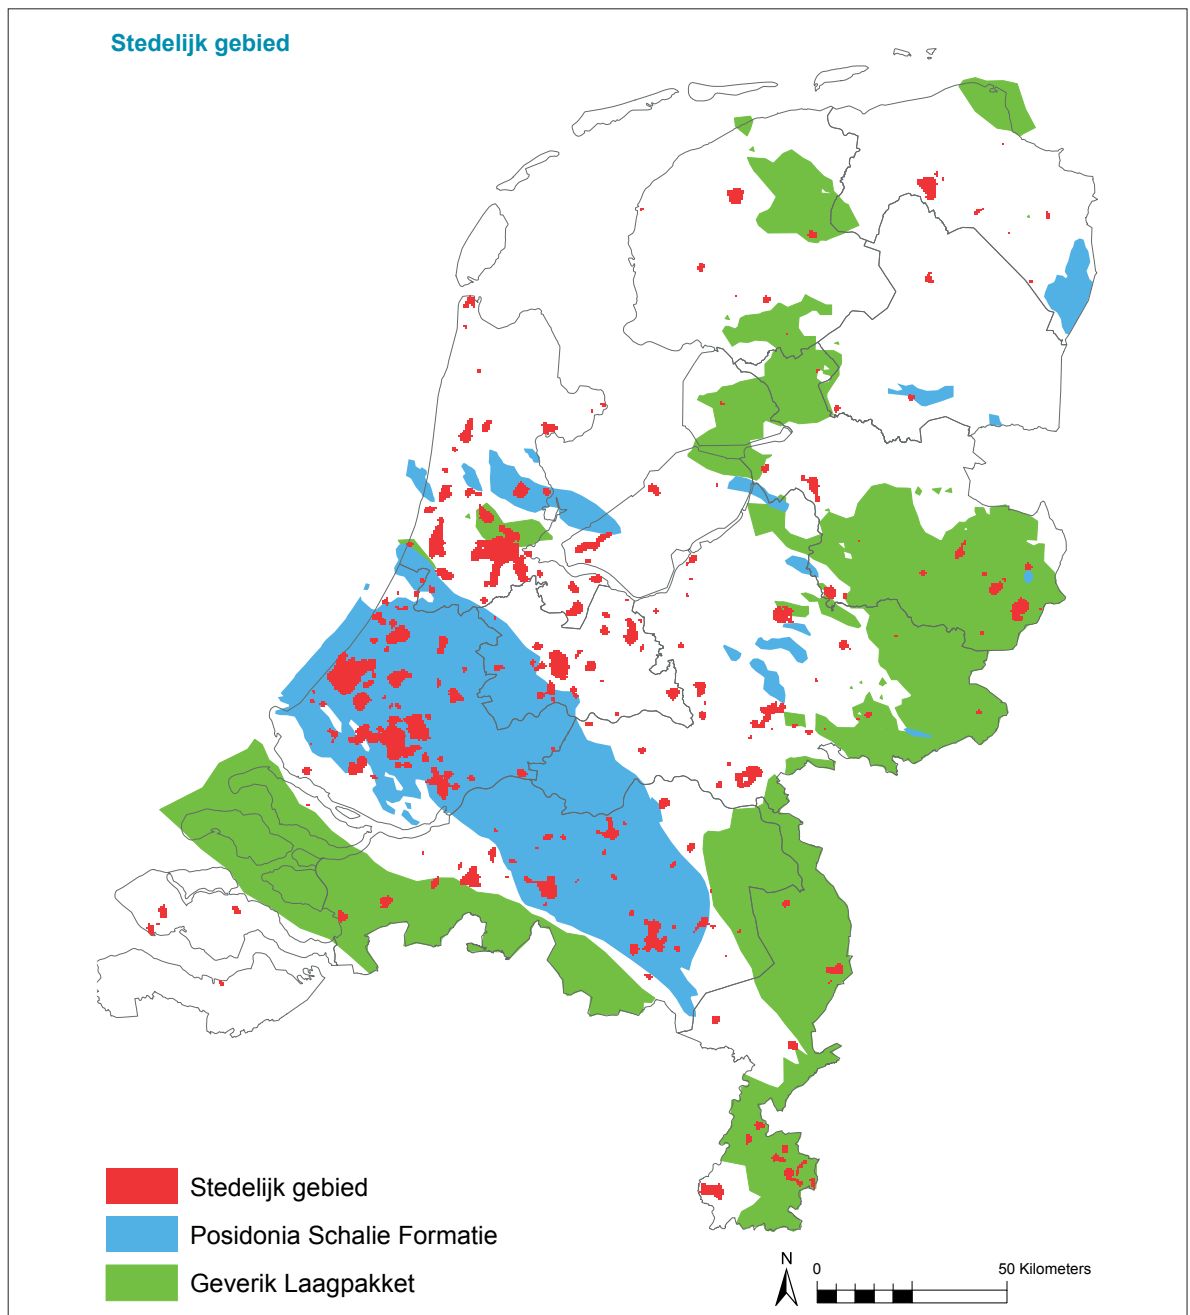 Stedelijk gebied
Stedelijk gebied
Posidonia Schalie Formatie
Geverik Laagpakket
N
0 50 Kilometers